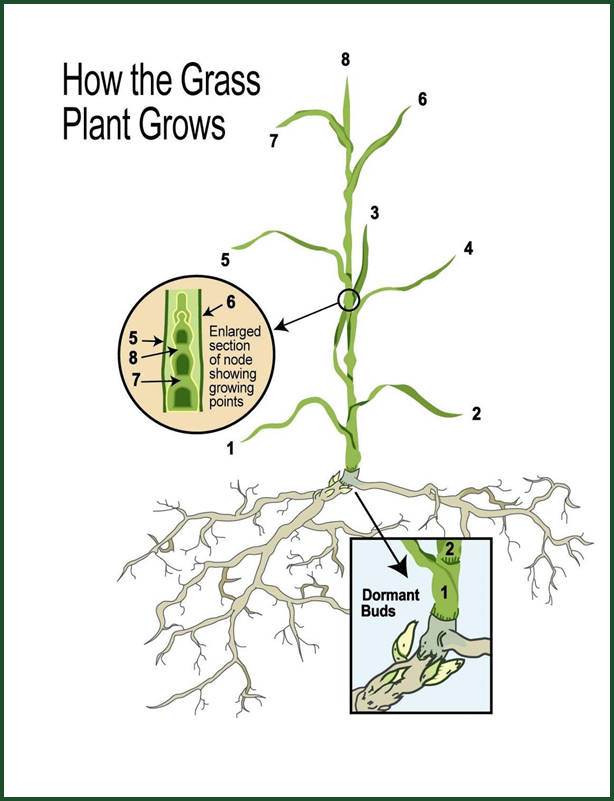 How the Grass
Plant Grows
8
6
7
3
4
5
6
5
8
7
Enlarged
section
of node
showing
growing
points
2
1
2
1
Dormant
Buds